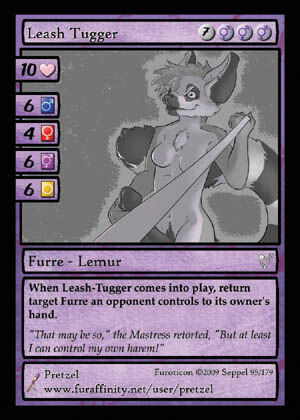 Leash Tugger 7
10
6
4
6
6
Furre - Lemur
When Leash-Tugger comes into play, return
target Furre an opponent controls to its owner's
hand.
"That may be so," the Mastress retorted, "But at least
I can control my own harem!"
Pretzel
Furoticon ©2009 Seppel 95/179
www.furaffinity.net/user/pretzel